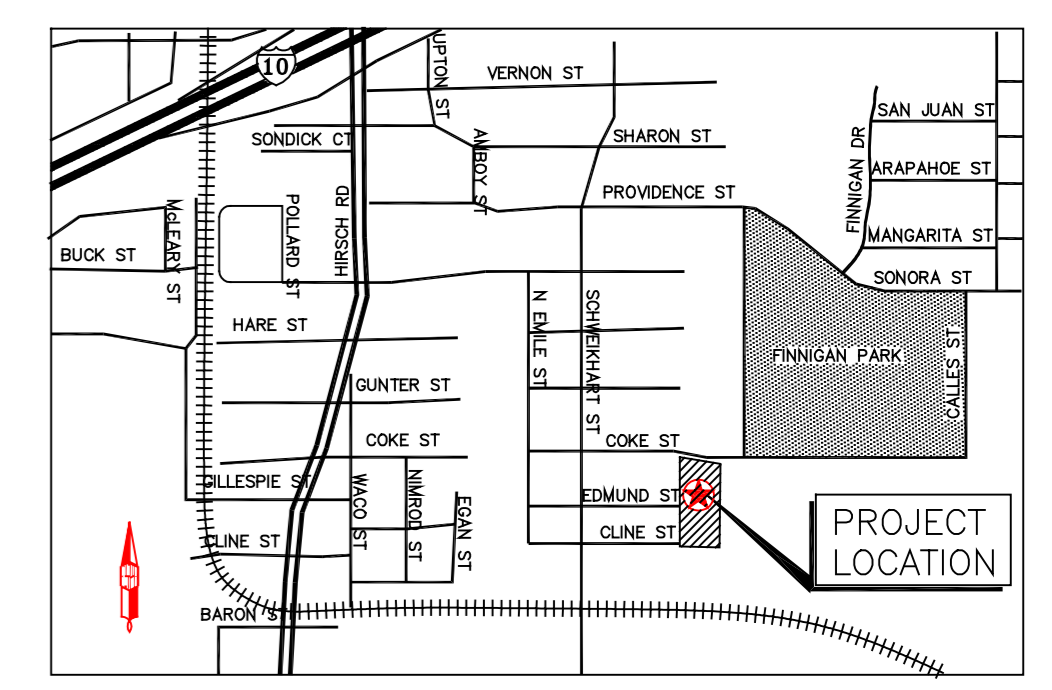 10
UPTON ST
VERNON ST
SAN JUAN ST
SONDICK CT
AMBOY ST
SHARON ST
FINNIGAN DR
ARAPAHOE ST
PROVIDENCE ST
McLEARY ST
POLLARD ST
HIRSCH RD
MANGARITA ST
BUCK ST
SONORA ST
N EMILE ST
SCHWEIKHART ST
HARE ST
FINNIGAN PARK
CALLES ST
GUNTER ST
COKE ST
COKE ST
GILLESPIE ST
WACO ST
NIMROD ST
EGAN ST
EDMUND ST
CLINE ST
CLINE ST
PROJECT
LOCATION
BARON ST